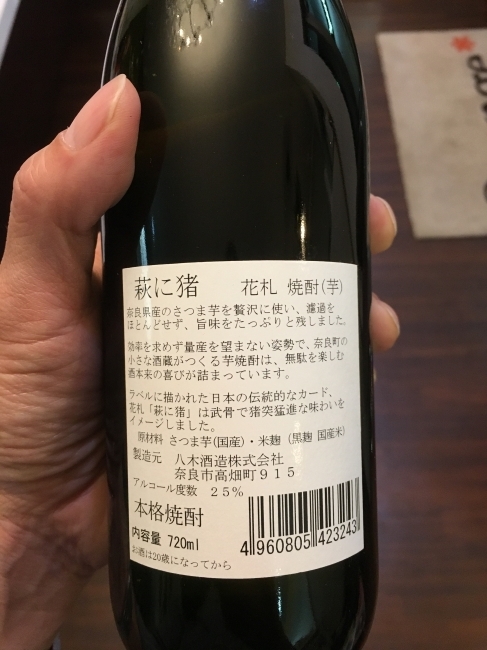 萩に猪　花札 焼酎(芋)
奈良県産のさつま芋を贅沢に使い、濾過を
ほとんどせず、旨味をたっぷりと残しました。
効率を求めず量産を望まない姿勢で、奈良町の
小さな酒蔵がつくる芋焼酎は、無駄を楽しむ
酒本来の喜びが詰まっています。
ラベルに描かれた日本の伝統的なカード、
花札「萩に猪」は武骨で猪突猛進な味わいを
イメージしました。
原材料 さつま芋(国産)・米麹 (黒麹 国産米)
製造元 八木酒造株式会社
奈良市高畑町９１５
アルコール度数 ２５%
本格焼酎
内容量 720ml
お酒は20歳になってから
4 960805 423243